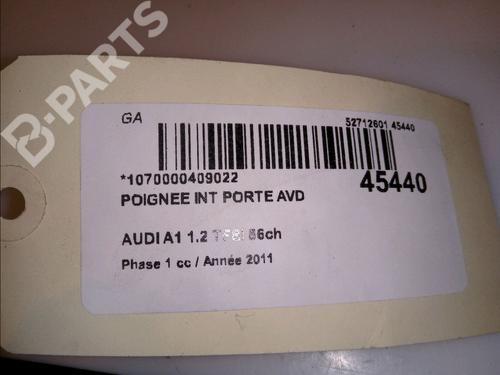 B-PARTS
GA
52712601 45440
*1070000409022
45440
POIGNEE INT PORTE AVD
AUDI A1 1.2 TFSI 86ch
Phase 1 cc / Année 2011